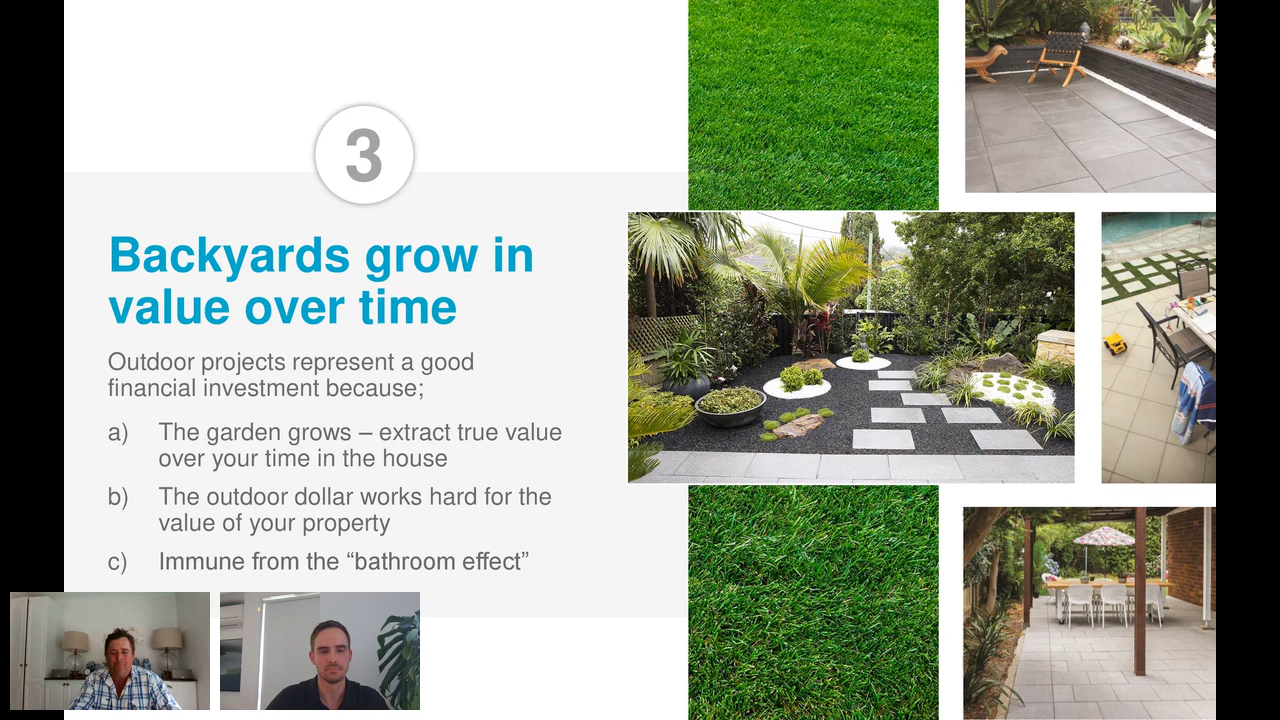 3
Backyards grow in
value over time
Outdoor projects represent a good
financial investment because;
a) The garden grows – extract true value
over your time in the house
b) The outdoor dollar works hard for the
value of your property
c) Immune from the “bathroom effect”